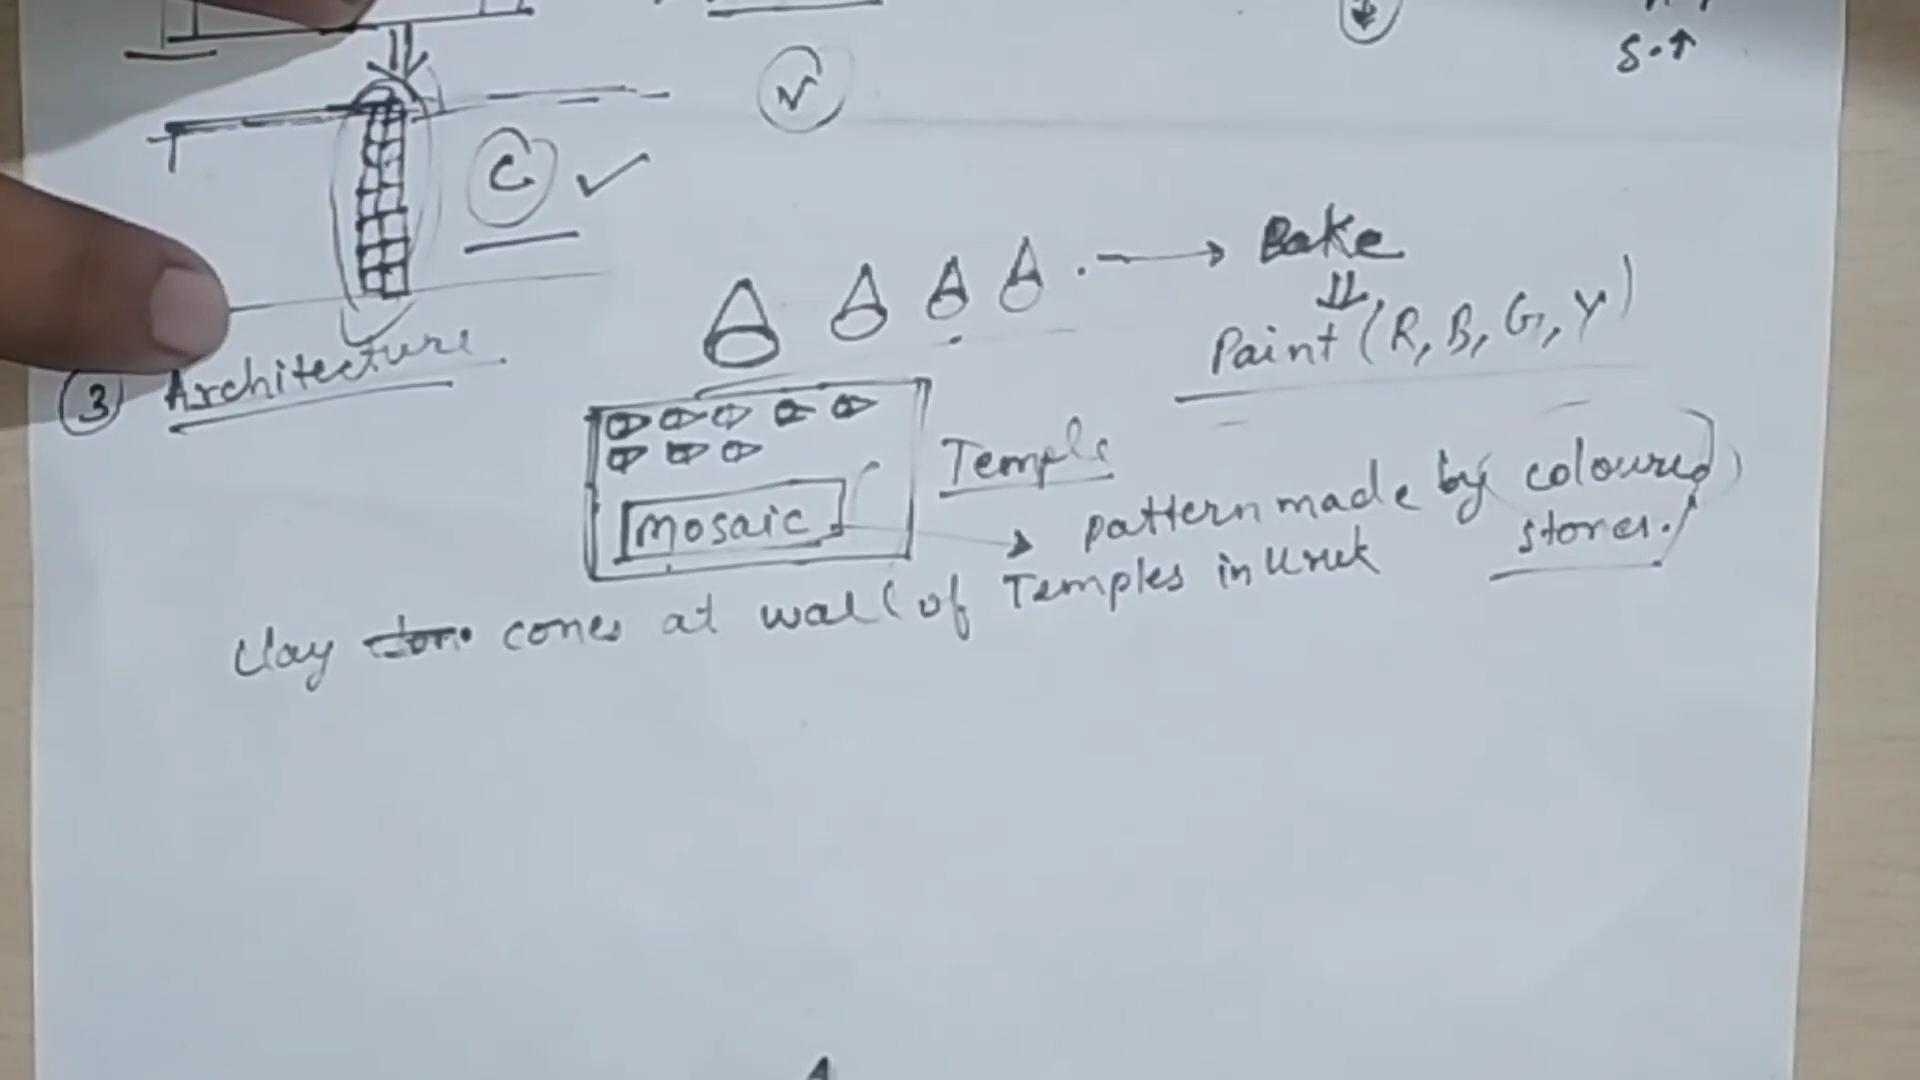 S.↑
C ✓
Bake
Paint (R, B, G, Y)
③ Architecture.
Temple
mosaic
pattern made by coloured
stones.
Clay cones at wall of Temples in Uruk